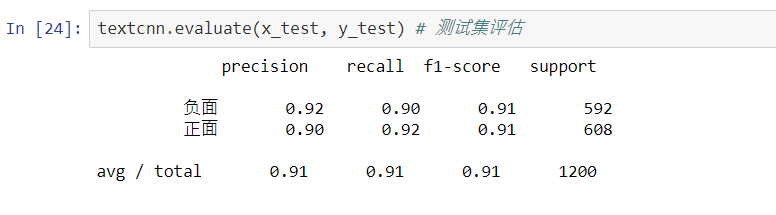 In [24]: textcnn.evaluate(x_test, y_test) # 测试集评估
precision recall f1-score support
负面 0.92 0.90 0.91 592
正面 0.90 0.92 0.91 608
avg / total 0.91 0.91 0.91 1200